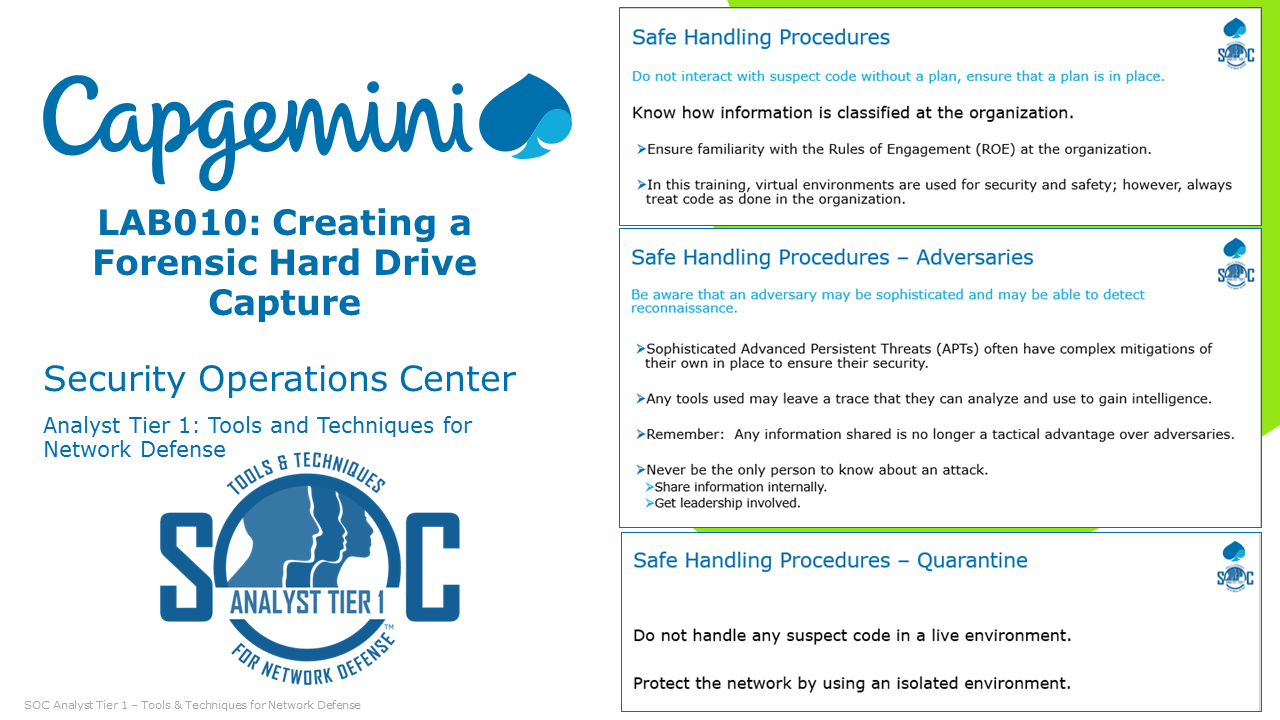 Capgemini
LAB010: Creating a
Forensic Hard Drive
Capture
Security Operations Center
Analyst Tier 1: Tools and Techniques for
Network Defense
TOOLS & TECHNIQUES
SOC
ANALYST TIER 1
FOR NETWORK DEFENSE™
SOC Analyst Tier 1 – Tools & Techniques for Network Defense
Safe Handling Procedures
SOC
Do not interact with suspect code without a plan, ensure that a plan is in place.
Know how information is classified at the organization.
➢Ensure familiarity with the Rules of Engagement (ROE) at the organization.
➢In this training, virtual environments are used for security and safety; however, always
treat code as done in the organization.
Safe Handling Procedures – Adversaries
SOC
Be aware that an adversary may be sophisticated and may be able to detect
reconnaissance.
➢Sophisticated Advanced Persistent Threats (APTs) often have complex mitigations of
their own in place to ensure their security.
➢Any tools used may leave a trace that they can analyze and use to gain intelligence.
➢Remember:  Any information shared is no longer a tactical advantage over adversaries.
➢Never be the only person to know about an attack.
➢Share information internally.
➢Get leadership involved.
Safe Handling Procedures – Quarantine
SOC
Do not handle any suspect code in a live environment.
Protect the network by using an isolated environment.